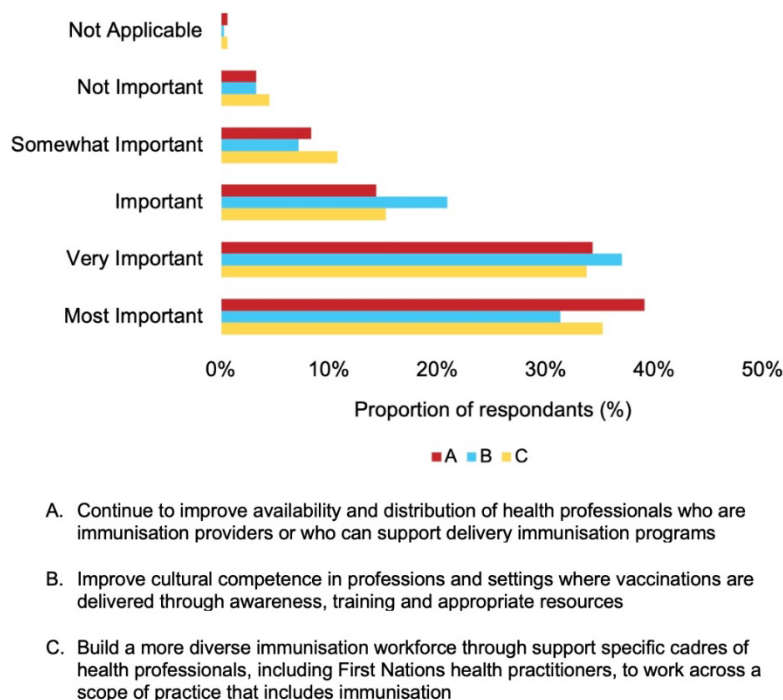 Not Applicable
Not Important
Somewhat Important
Important
Very Important
Most Important
0% 10% 20% 30% 40% 50%
Proportion of respondants (%)
A B C
A. Continue to improve availability and distribution of health professionals who are
immunisation providers or who can support delivery immunisation programs
B. Improve cultural competence in professions and settings where vaccinations are
delivered through awareness, training and appropriate resources
C. Build a more diverse immunisation workforce through support specific cadres of
health professionals, including First Nations health practitioners, to work across a
scope of practice that includes immunisation